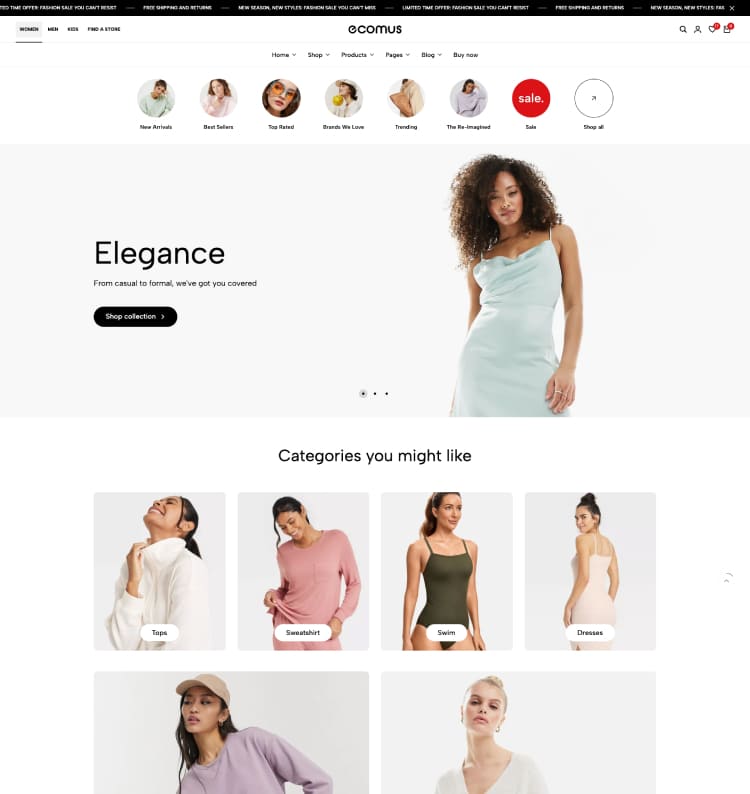 TED TIME OFFER: FASHION SALE YOU CAN'T RESIST — FREE SHIPPING AND RETURNS — NEW SEASON, NEW STYLES: FASHION SALE YOU CAN'T MISS — LIMITED TIME OFFER: FASHION SALE YOU CAN'T RESIST — FREE SHIPPING AND RETURNS — NEW SEASON, NEW STYLES: FAS
WOMEN MEN KIDS FIND A STORE
ecomus
Home Shop Products Pages Blog Buy now
sale.
New Arrivals Best Sellers Top Rated Brands We Love Trending The Re-Imagined Sale Shop all
Elegance
From casual to formal, we've got you covered
Shop collection
Categories you might like
Tops Sweatshirt Swim Dresses